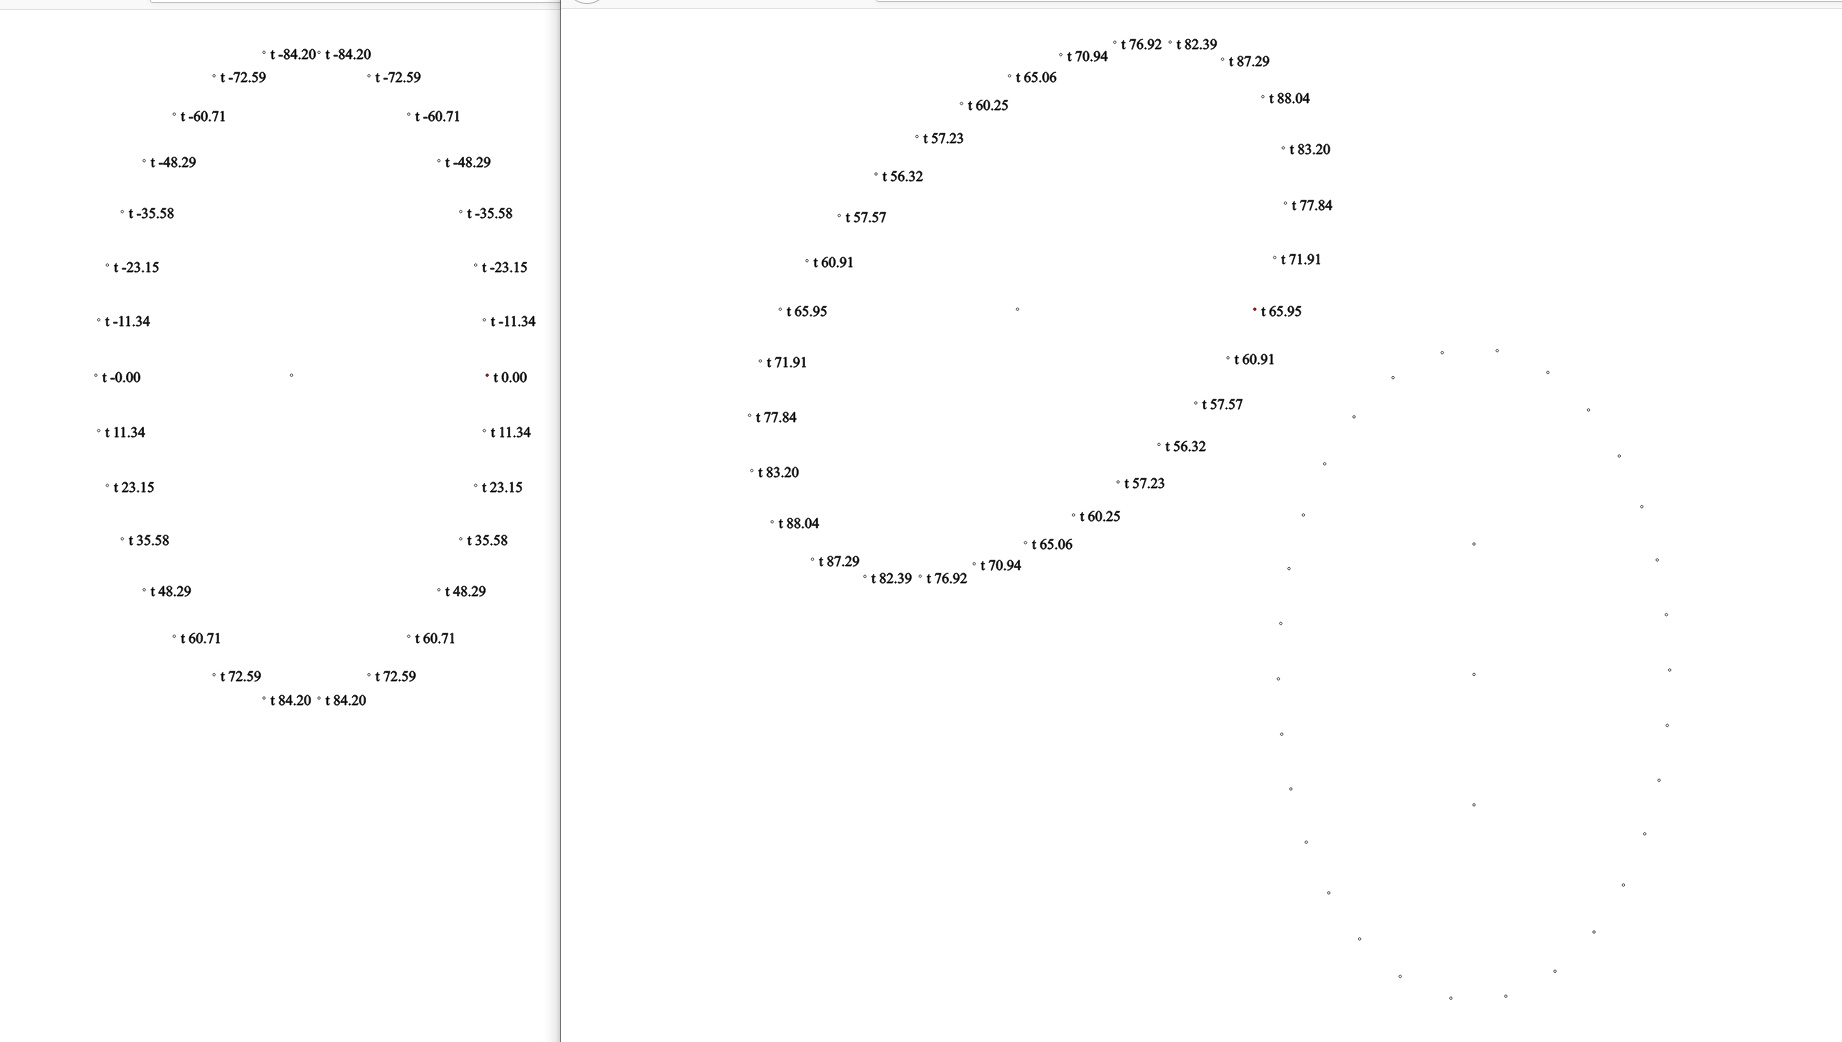 t -84.20 t -84.20
t -72.59 t -72.59
t -60.71 t -60.71
t -48.29 t -48.29
t -35.58 t -35.58
t -23.15 t -23.15
t -11.34 t -11.34
t -0.00 t 0.00
t 11.34 t 11.34
t 23.15 t 23.15
t 35.58 t 35.58
t 48.29 t 48.29
t 60.71 t 60.71
t 72.59 t 72.59
t 84.20 t 84.20
t 76.92 t 82.39
t 70.94 t 87.29
t 65.06
t 60.25 t 88.04
t 57.23 t 83.20
t 56.32
t 57.57 t 77.84
t 60.91 t 71.91
t 65.95 t 65.95
t 71.91 t 60.91
t 77.84 t 57.57
t 56.32
t 83.20 t 57.23
t 88.04 t 60.25
t 65.06
t 87.29 t 70.94
t 82.39 t 76.92